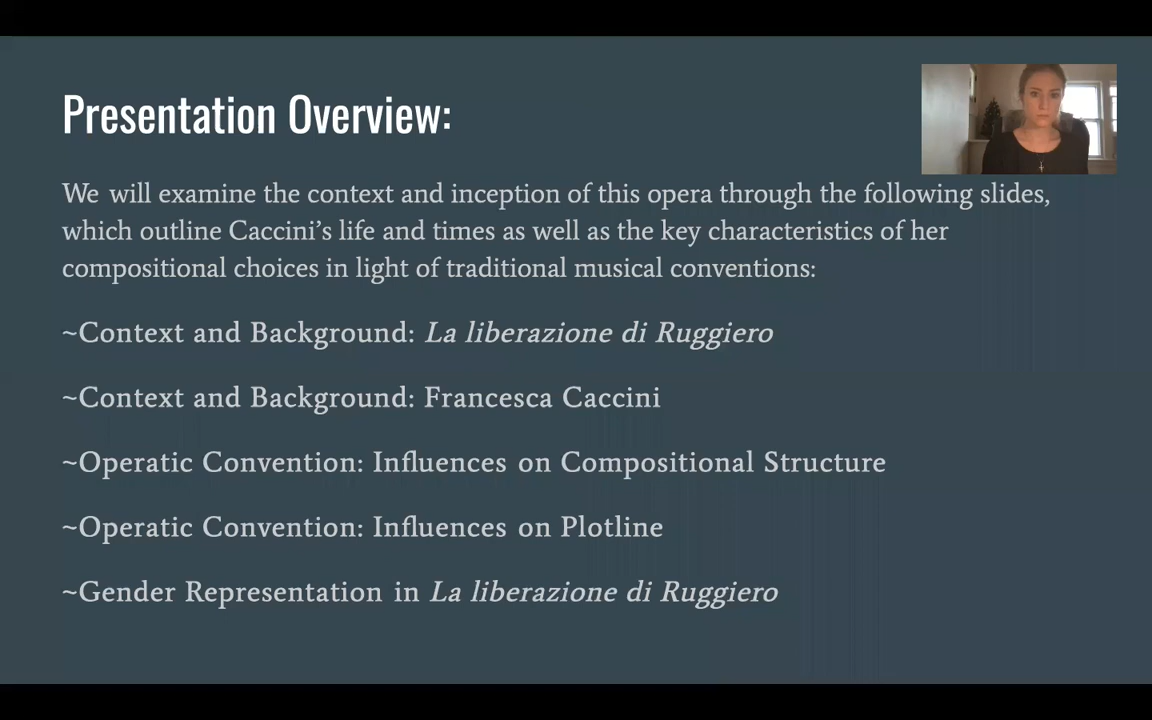 Presentation Overview:
We will examine the context and inception of this opera through the following slides,
which outline Caccini’s life and times as well as the key characteristics of her
compositional choices in light of traditional musical conventions:
~Context and Background: La liberazione di Ruggiero
~Context and Background: Francesca Caccini
~Operatic Convention: Influences on Compositional Structure
~Operatic Convention: Influences on Plotline
~Gender Representation in La liberazione di Ruggiero